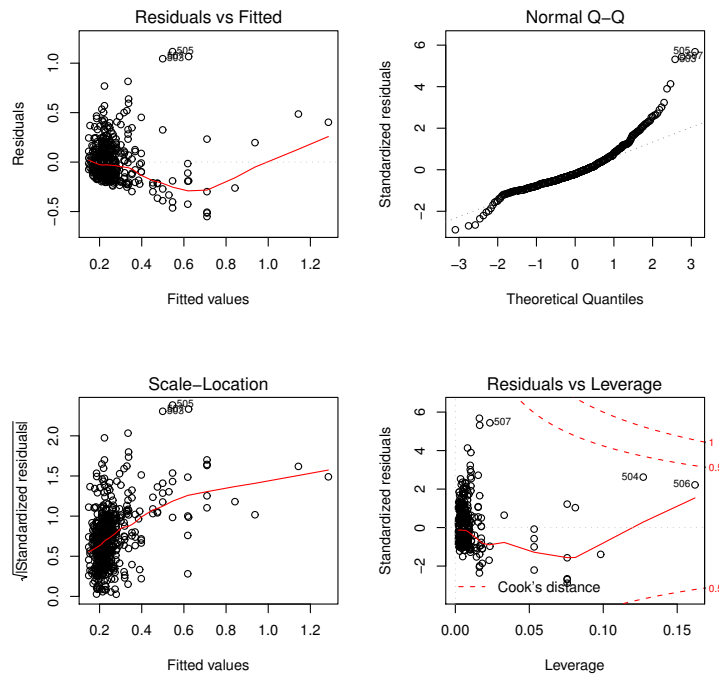 Residuals vs Fitted
Residuals
−0.5 0.0 0.5 1.0
505
0.2 0.4 0.6 0.8 1.0 1.2
Fitted values
Normal Q−Q
Standardized residuals
−2 0 2 4 6
505
−3 −2 −1 0 1 2 3
Theoretical Quantiles
Scale−Location
√|Standardized residuals|
0.0 0.5 1.0 1.5 2.0
505
0.2 0.4 0.6 0.8 1.0 1.2
Fitted values
Residuals vs Leverage
Standardized residuals
−2 0 2 4 6
507
504
506
1
0.5
0.5
Cook's distance
0.00 0.05 0.10 0.15
Leverage